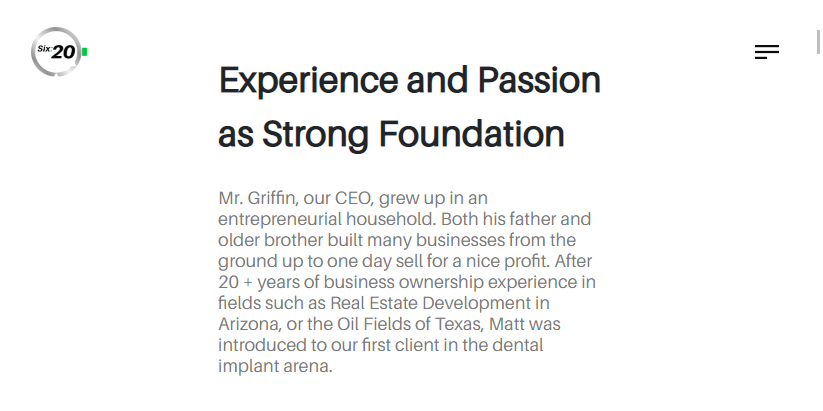 Six:20
Experience and Passion
as Strong Foundation
Mr. Griffin, our CEO, grew up in an
entrepreneurial household. Both his father and
older brother built many businesses from the
ground up to one day sell for a nice profit. After
20 + years of business ownership experience in
fields such as Real Estate Development in
Arizona, or the Oil Fields of Texas, Matt was
introduced to our first client in the dental
implant arena.